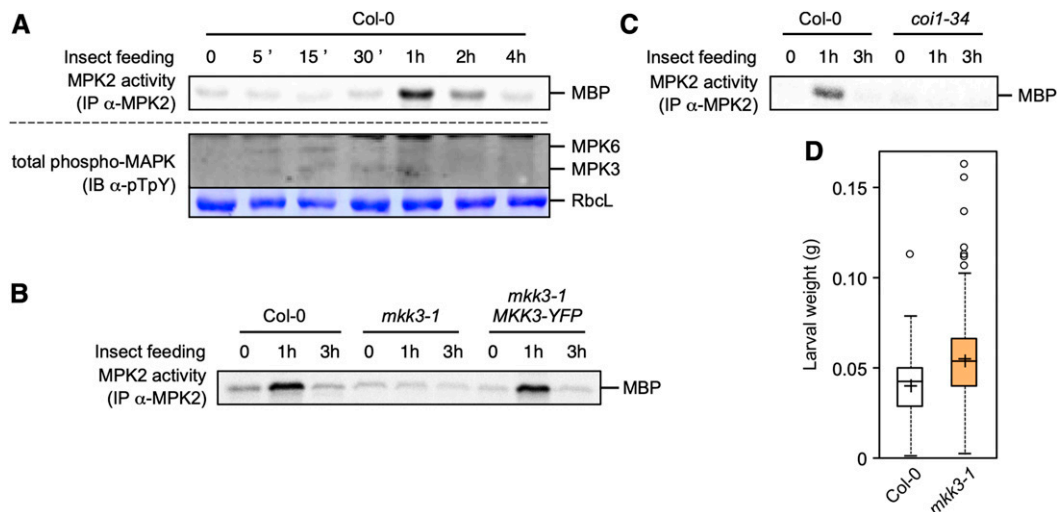 A
Col-0
Insect feeding 0 5 ' 15 ' 30 ' 1h 2h 4h
MPK2 activity
(IP α-MPK2)
MBP
total phospho-MAPK
(IB α-pTpY)
MPK6
MPK3
RbcL
B
Col-0 mkk3-1 mkk3-1
MKK3-YFP
Insect feeding 0 1h 3h 0 1h 3h 0 1h 3h
MPK2 activity
(IP α-MPK2)
MBP
C
Col-0 coi1-34
Insect feeding 0 1h 3h 0 1h 3h
MPK2 activity
(IP α-MPK2)
MBP
D
Larval weight (g)
0.15
0.10
0.05
0
Col-0
mkk3-1